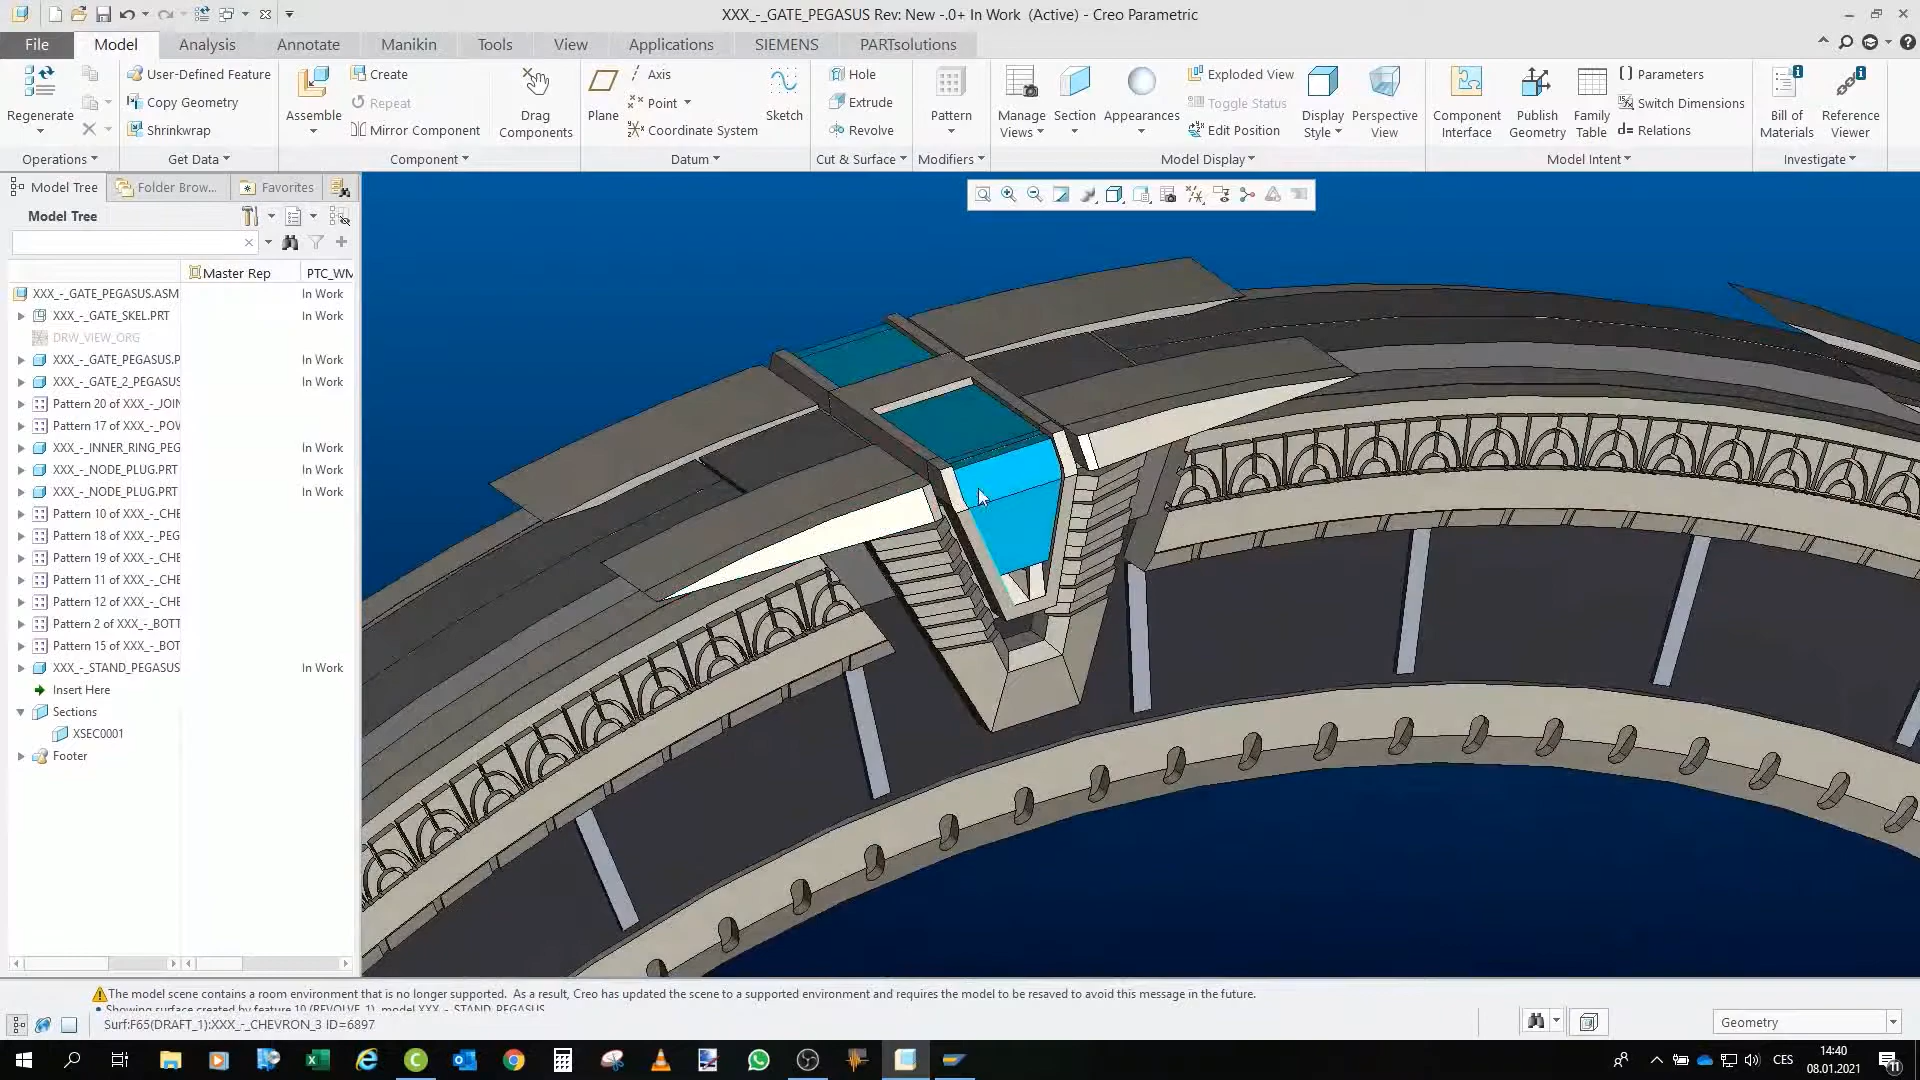 XXX_-_GATE_PEGASUS Rev: New -.0+ In Work (Active) - Creo Parametric
File Model Analysis Annotate Manikin Tools View Applications SIEMENS PARTsolutions
Regenerate
Operations
User-Defined Feature
Copy Geometry
Shrinkwrap
Get Data
Assemble
Create
Repeat
Mirror Component
Drag
Components
Component
Plane
Axis
Point
Coordinate System
Sketch
Datum
Hole
Extrude
Revolve
Cut & Surface
Pattern
Modifiers
Manage
Views
Section
Appearances
Exploded View
Toggle Status
Edit Position
Display
Style
Perspective
View
Model Display
Component
Interface
Publish
Geometry
Family
Table
Parameters
Switch Dimensions
d= Relations
Model Intent
Bill of
Materials
Reference
Viewer
Investigate
Model Tree Folder Brow... Favorites
Model Tree
Master Rep PTC_WM
XXX_-_GATE_PEGASUS.ASM In Work
XXX_-_GATE_SKEL.PRT In Work
DRW_VIEW_ORG
XXX_-_GATE_PEGASUS.P In Work
XXX_-_GATE_2_PEGASUS In Work
Pattern 20 of XXX_-_JOIN
Pattern 17 of XXX_-_POW
XXX_-_INNER_RING_PEG In Work
XXX_-_NODE_PLUG.PRT In Work
XXX_-_NODE_PLUG.PRT In Work
Pattern 10 of XXX_-_CHE
Pattern 18 of XXX_-_PEG
Pattern 19 of XXX_-_CHE
Pattern 11 of XXX_-_CHE
Pattern 12 of XXX_-_CHE
Pattern 2 of XXX_-_BOTT
Pattern 15 of XXX_-_BOT
XXX_-_STAND_PEGASUS In Work
Insert Here
Sections
XSEC0001
Footer
The model scene contains a room environment that is no longer supported. As a result, Creo has updated the scene to a supported environment and requires the model to be resaved to avoid this message in the future.
Showing surface created by feature 10 (REVOLVE_1), model XXX_-_STAND_PEGASUS
Surf:F65(DRAFT_1):XXX_-_CHEVRON_3 ID=6897
Geometry
CES
14:40
08.01.2021
11